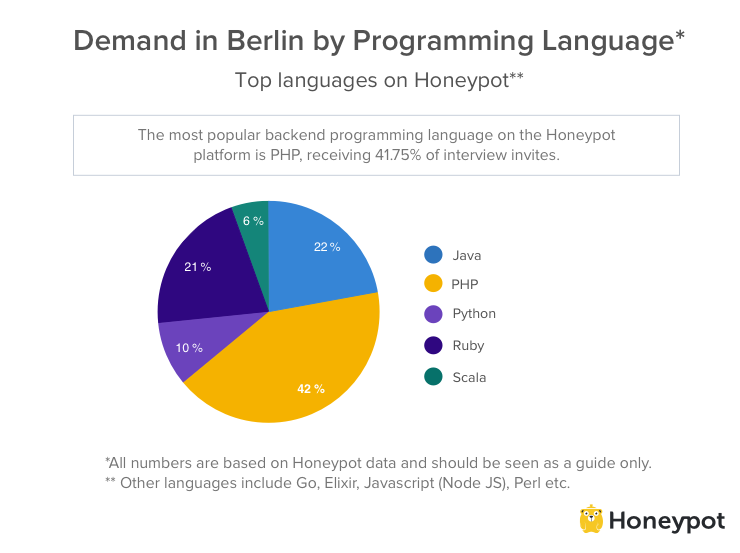 Demand in Berlin by Programming Language*
Top languages on Honeypot**
The most popular backend programming language on the Honeypot
platform is PHP, receiving 41.75% of interview invites.
6 %
22 %
21 %
10 %
42 %
Java
PHP
Python
Ruby
Scala
*All numbers are based on Honeypot data and should be seen as a guide only.
** Other languages include Go, Elixir, Javascript (Node JS), Perl etc.
Honeypot